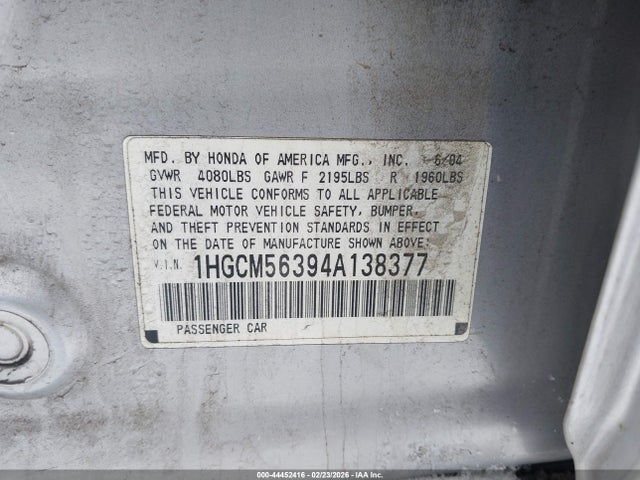 MFD. BY HONDA OF AMERICA MFG., INC. 6/04
GVWR 4080LBS GAWR F 2195LBS R 1960LBS
THIS VEHICLE CONFORMS TO ALL APPLICABLE
FEDERAL MOTOR VEHICLE SAFETY, BUMPER,
AND THEFT PREVENTION STANDARDS IN EFFECT
ON THE DATE OF MANUFACTURE SHOWN ABOVE:
V.I.N. 1HGCM56394A138377
PASSENGER CAR
000-44452416 | 02/23/2026 | IAAI.COM